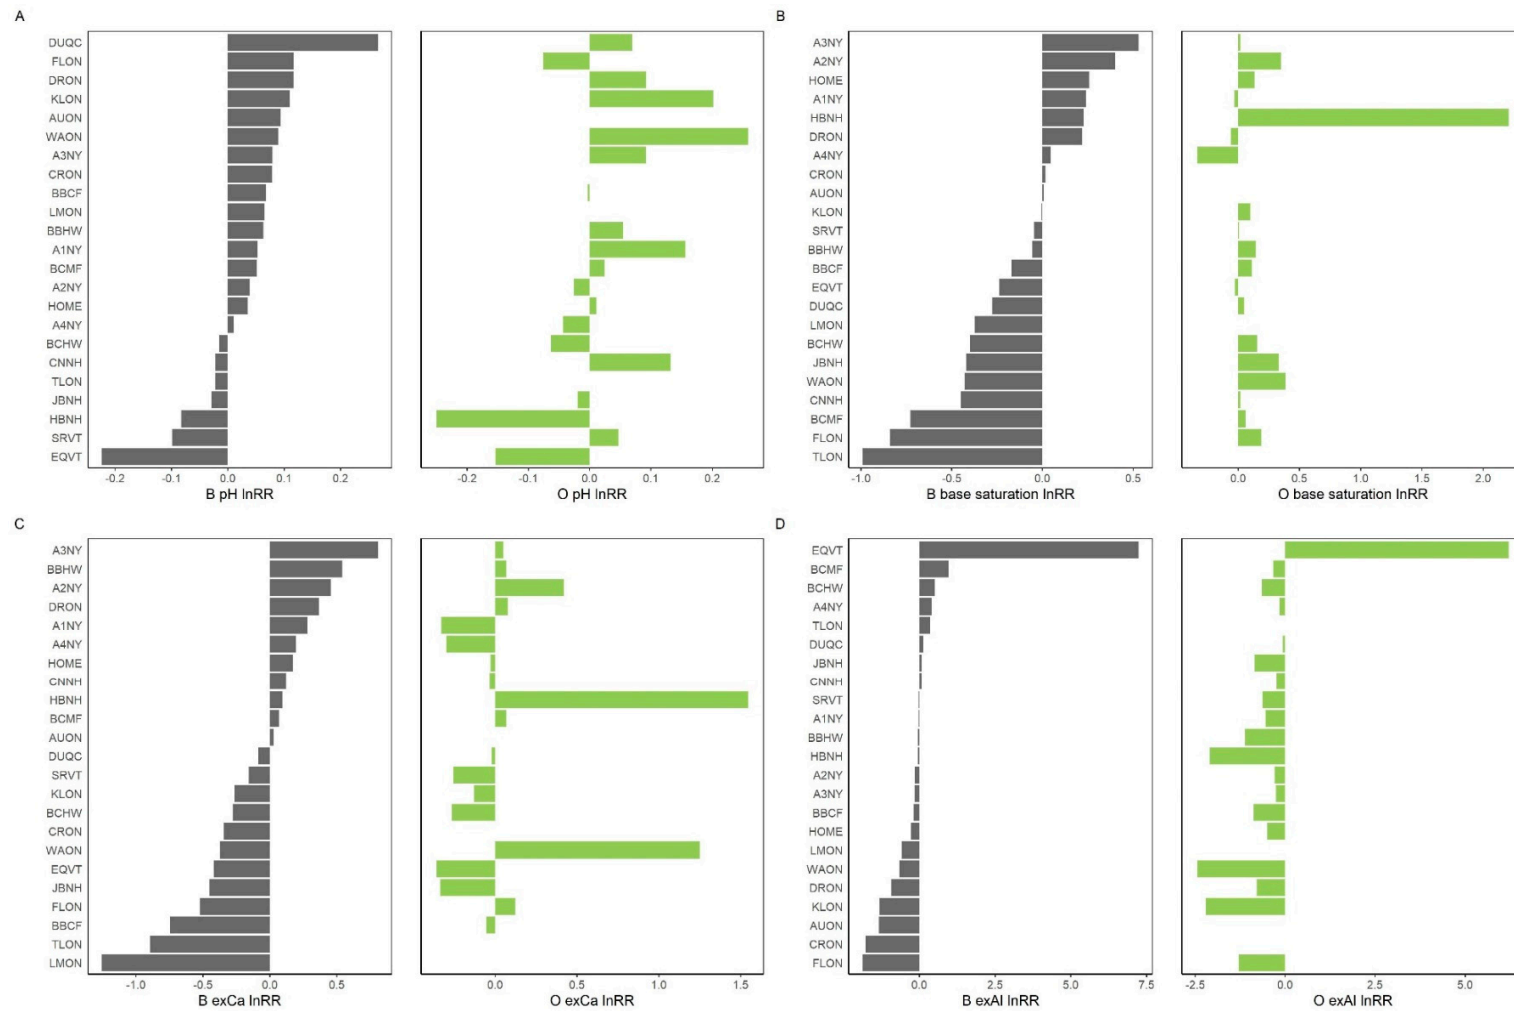 A
DUQC
FLON
DRON
KLON
AUON
WAON
A3NY
CRON
BBCF
LMON
BBHW
A1NY
BCMF
A2NY
HOME
A4NY
BCHW
CNNH
TLON
JBNH
HBNH
SRVT
EQVT
-0.2 -0.1 0.0 0.1 0.2
B pH lnRR
-0.2 -0.1 0.0 0.1 0.2
O pH lnRR
B
A3NY
A2NY
HOME
A1NY
HBNH
DRON
A4NY
CRON
AUON
KLON
SRVT
BBHW
BBCF
EQVT
DUQC
LMON
BCHW
JBNH
WAON
CNNH
BCMF
FLON
TLON
-1.0 -0.5 0.0 0.5
B base saturation lnRR
0.0 0.5 1.0 1.5 2.0
O base saturation lnRR
C
A3NY
BBHW
A2NY
DRON
A1NY
A4NY
HOME
CNNH
HBNH
BCMF
AUON
DUQC
SRVT
KLON
BCHW
CRON
WAON
EQVT
JBNH
FLON
BBCF
TLON
LMON
-1.0 -0.5 0.0 0.5
B exCa lnRR
0.0 0.5 1.0 1.5
O exCa lnRR
D
EQVT
BCMF
BCHW
A4NY
TLON
DUQC
JBNH
CNNH
SRVT
A1NY
BBHW
HBNH
A2NY
A3NY
BBCF
HOME
LMON
WAON
DRON
KLON
AUON
CRON
FLON
0.0 2.5 5.0 7.5
B exAl lnRR
-2.5 0.0 2.5 5.0
O exAl lnRR